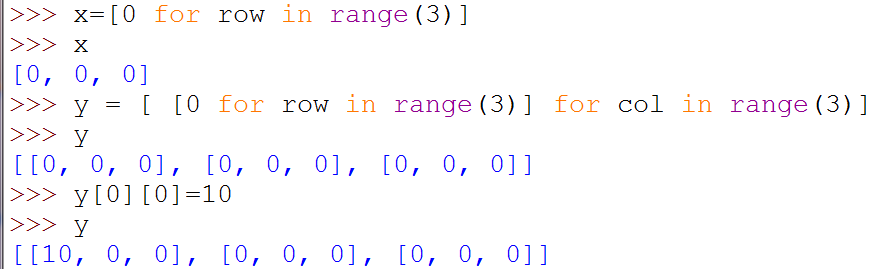 >>> x=[0 for row in range(3)]
>>> x
[0, 0, 0]
>>> y = [ [0 for row in range(3)] for col in range(3)]
>>> y
[[0, 0, 0], [0, 0, 0], [0, 0, 0]]
>>> y[0][0]=10
>>> y
[[10, 0, 0], [0, 0, 0], [0, 0, 0]]